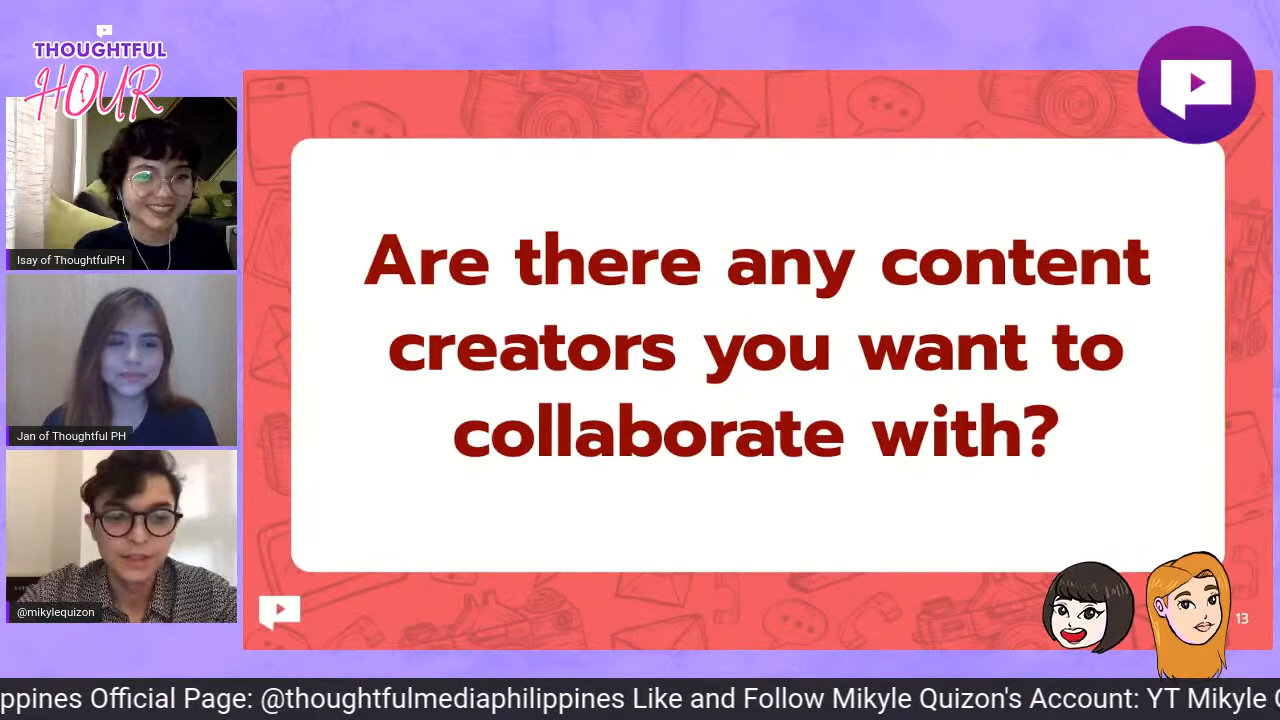 THOUGHTFUL
HOUR
Isay of ThoughtfulPH
Jan of Thoughtful PH
@mikylequizon
Are there any content
creators you want to
collaborate with?
13
ppines Official Page: @thoughtfulmediaphilippines Like and Follow Mikyle Quizon's Account: YT Mikyle